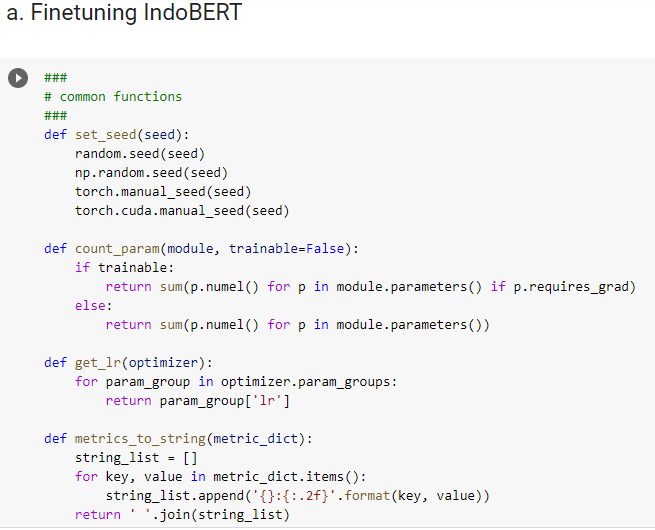 a. Finetuning IndoBERT
###
# common functions
###
def set_seed(seed):
    random.seed(seed)
    np.random.seed(seed)
    torch.manual_seed(seed)
    torch.cuda.manual_seed(seed)

def count_param(module, trainable=False):
    if trainable:
        return sum(p.numel() for p in module.parameters() if p.requires_grad)
    else:
        return sum(p.numel() for p in module.parameters())

def get_lr(optimizer):
    for param_group in optimizer.param_groups:
        return param_group['lr']

def metrics_to_string(metric_dict):
    string_list = []
    for key, value in metric_dict.items():
        string_list.append('{}:{:.2f}'.format(key, value))
    return ' '.join(string_list)